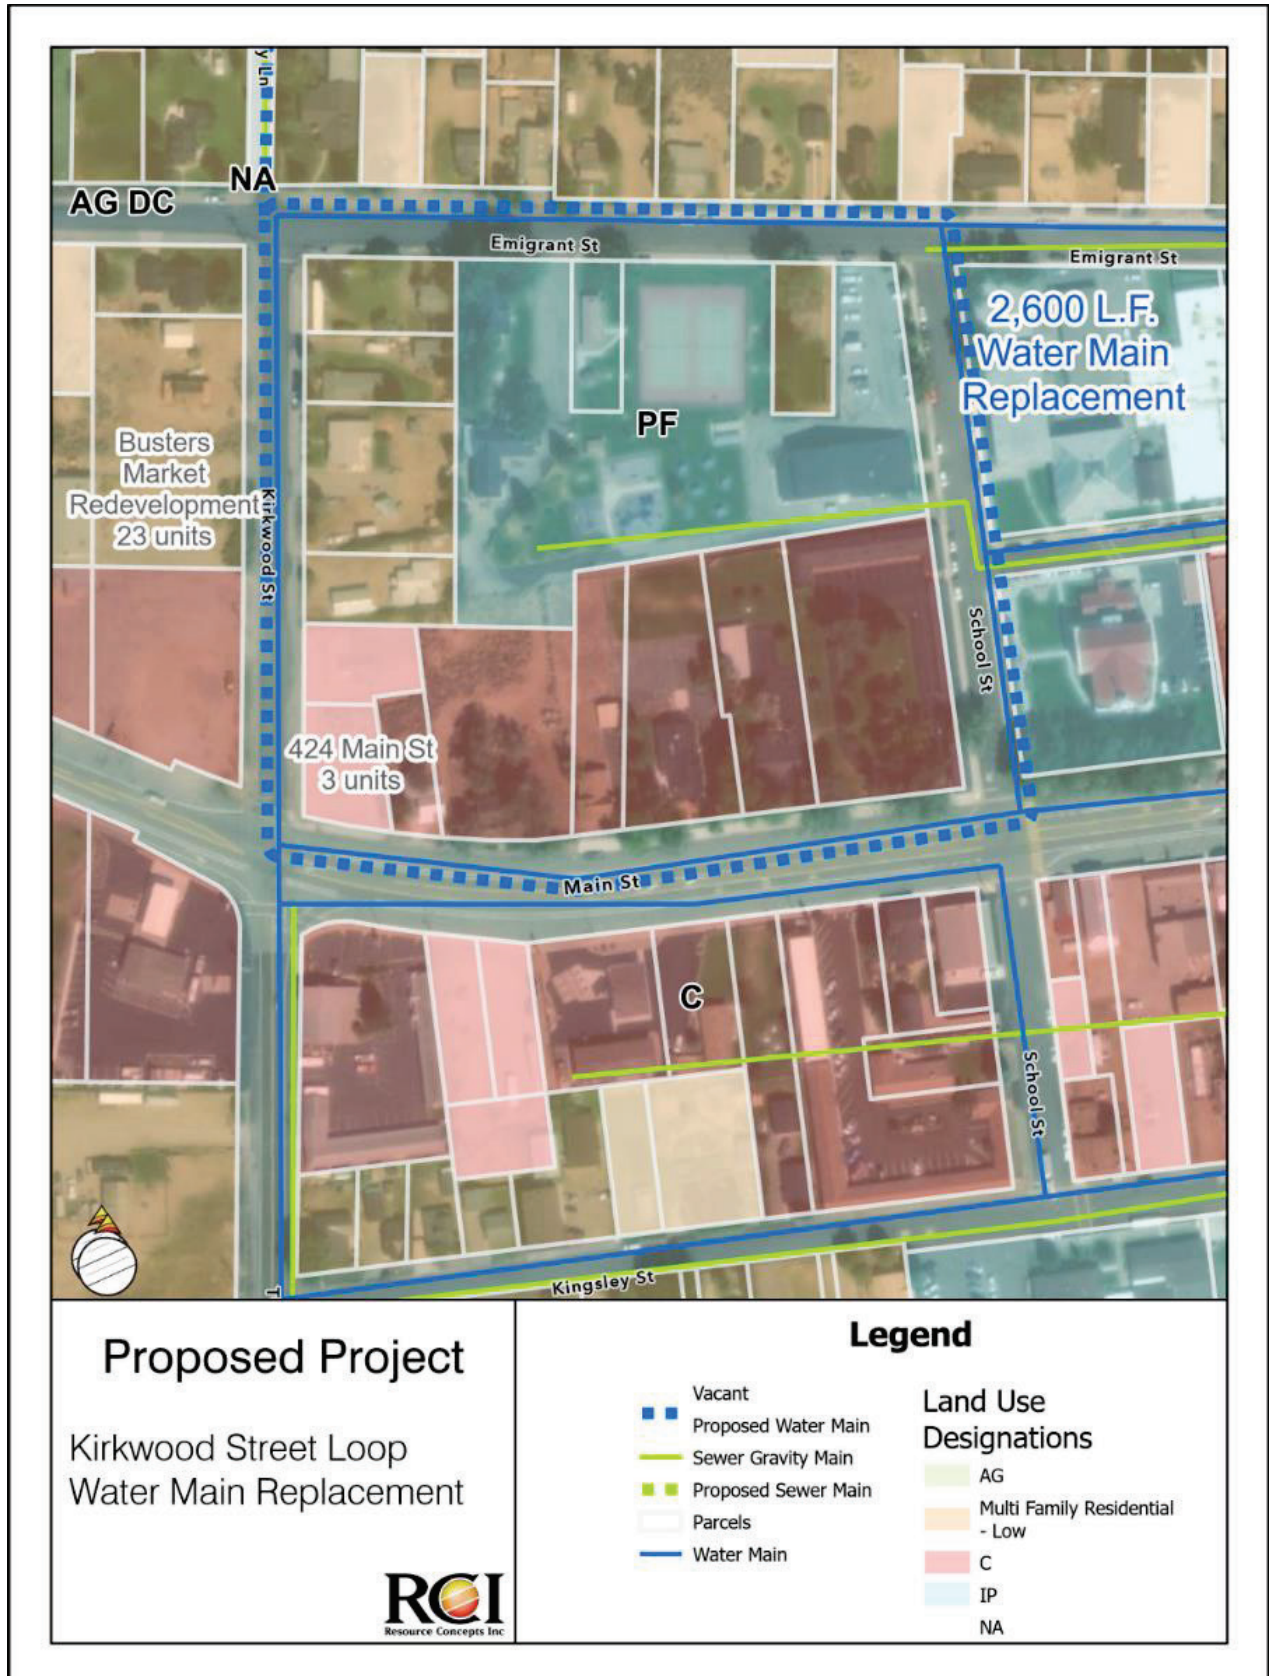 y Ln
NA
AG DC
Emigrant St
Emigrant St
2,600 L.F.
Water Main
Replacement
PF
Busters
Market
Redevelopment
23 units
Kirkwood St
School St
424 Main St
3 units
Main St
C
School St
Kingsley St
T
Proposed Project
Kirkwood Street Loop
Water Main Replacement
RCI
Resource Concepts Inc
Legend
Vacant
Proposed Water Main
Sewer Gravity Main
Proposed Sewer Main
Parcels
Water Main
Land Use
Designations
AG
Multi Family Residential
- Low
C
IP
NA